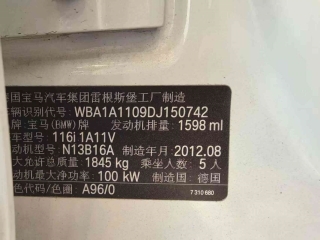 国宝马汽车集团雷根斯堡工厂制造
辆识别代号 WBA1A1109DJ150742
牌:宝马(BMW)牌 发动机排量:1598 ml
车型:116i 1A11V
动机型号:N13B16A 制造年月:2012.08
大允许总质量:1845 kg 乘坐人数:5 人
动机最大净功率:100 kW 制造国:德国
色代码/色阑:A96/0
7 310 680